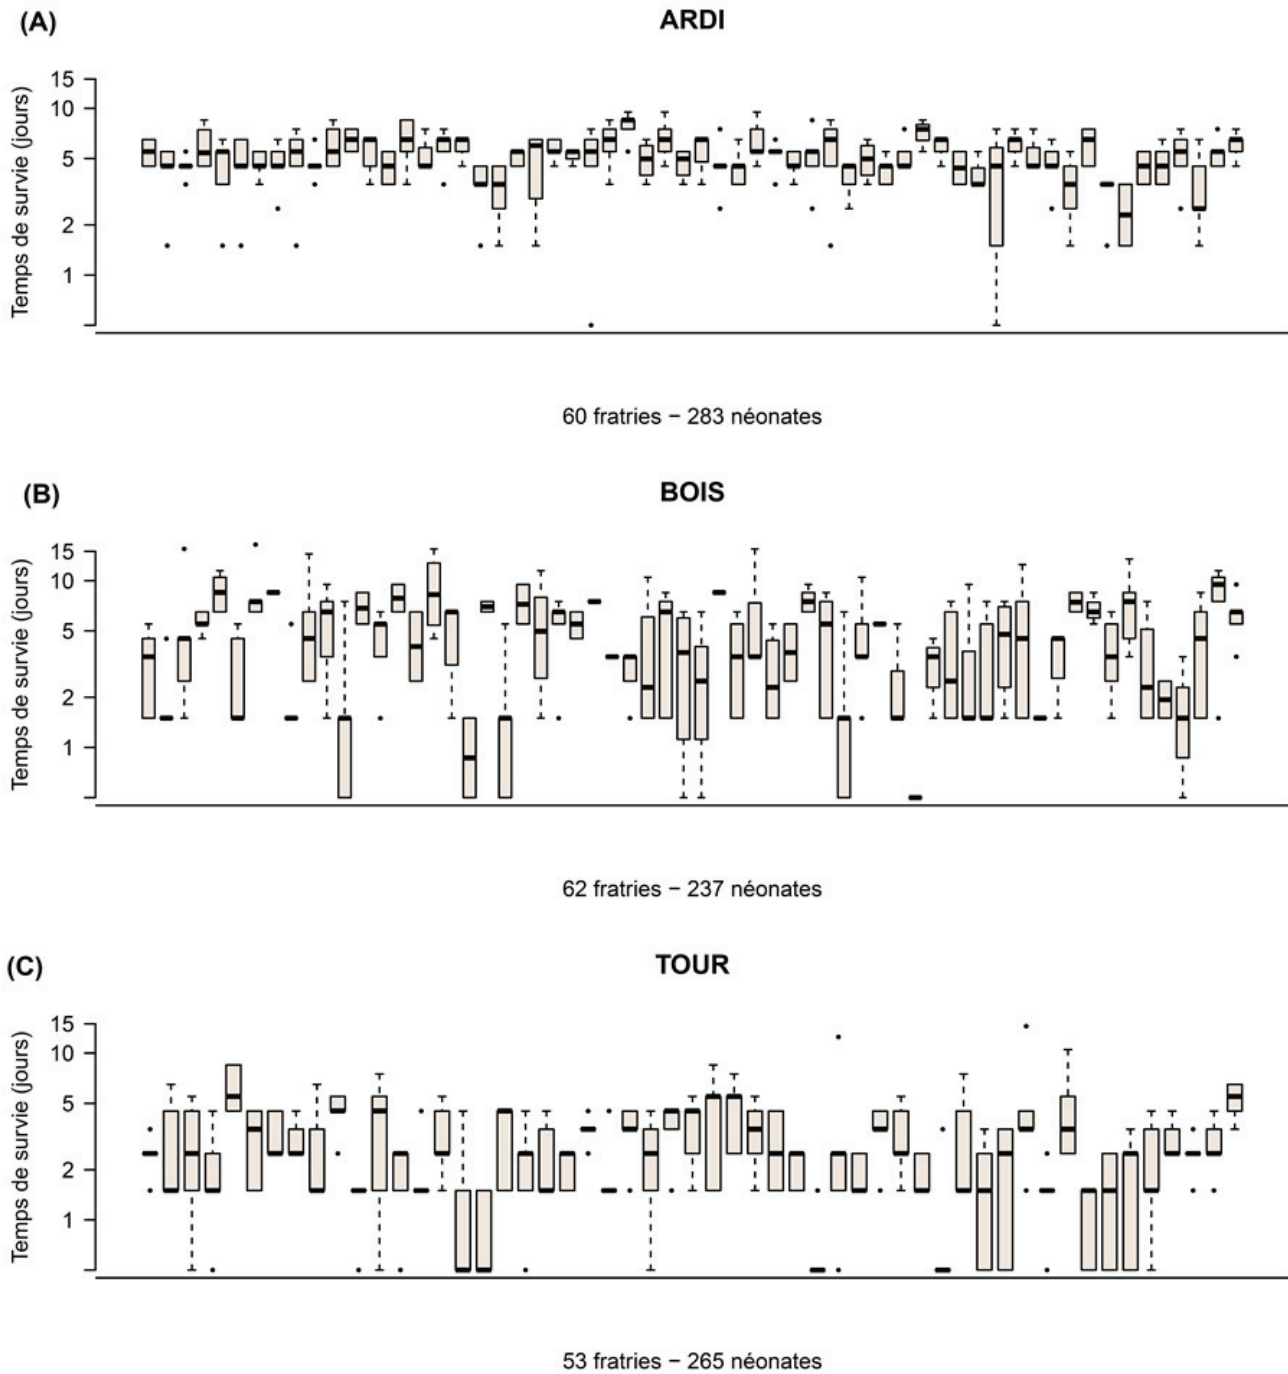 (A)
ARDI
Temps de survie (jours)
15
10
5
2
1
60 fratries − 283 néonates
(B)
BOIS
Temps de survie (jours)
15
10
5
2
1
62 fratries − 237 néonates
(C)
TOUR
Temps de survie (jours)
15
10
5
2
1
53 fratries − 265 néonates